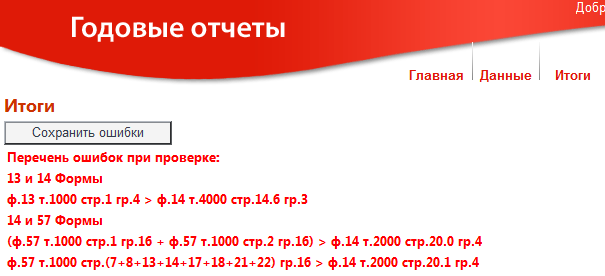 Добр
Годовые отчеты
Главная Данные Итоги
Итоги
Сохранить ошибки
Перечень ошибок при проверке:
13 и 14 Формы
ф.13 т.1000 стр.1 гр.4 > ф.14 т.4000 стр.14.6 гр.3
14 и 57 Формы
(ф.57 т.1000 стр.1 гр.16 + ф.57 т.1000 стр.2 гр.16) > ф.14 т.2000 стр.20.0 гр.4
ф.57 т.1000 стр.(7+8+13+14+17+18+21+22) гр.16 > ф.14 т.2000 стр.20.1 гр.4